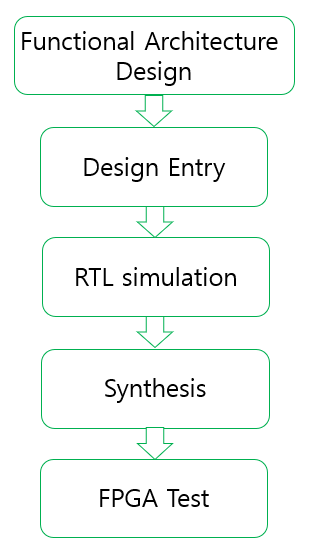 Functional Architecture
Design
Design Entry
RTL simulation
Synthesis
FPGA Test